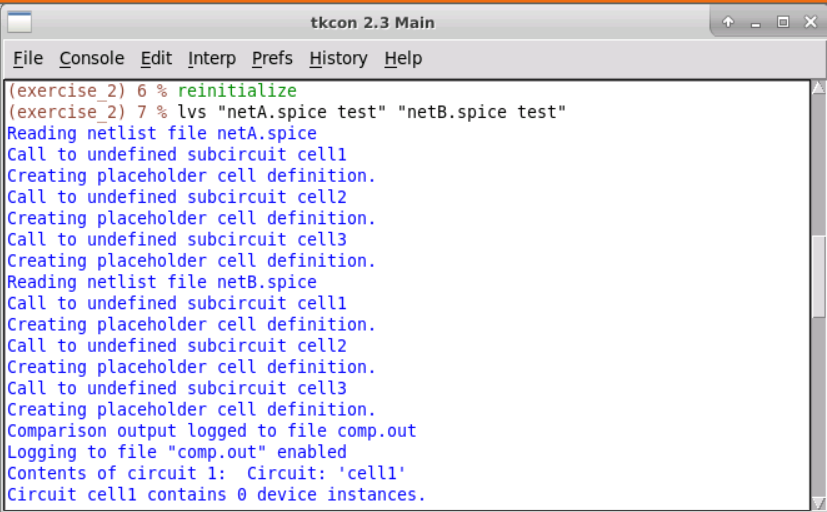 tkcon 2.3 Main
File Console Edit Interp Prefs History Help
(exercise_2) 6 % reinitialize
(exercise_2) 7 % lvs "netA.spice test" "netB.spice test"
Reading netlist file netA.spice
Call to undefined subcircuit cell1
Creating placeholder cell definition.
Call to undefined subcircuit cell2
Creating placeholder cell definition.
Call to undefined subcircuit cell3
Creating placeholder cell definition.
Reading netlist file netB.spice
Call to undefined subcircuit cell1
Creating placeholder cell definition.
Call to undefined subcircuit cell2
Creating placeholder cell definition.
Call to undefined subcircuit cell3
Creating placeholder cell definition.
Comparison output logged to file comp.out
Logging to file "comp.out" enabled
Contents of circuit 1:  Circuit: 'cell1'
Circuit cell1 contains 0 device instances.